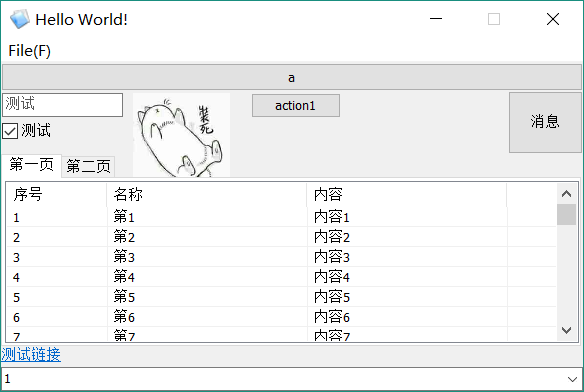 Hello World!
File(F)
a
测试
装死
action1
消息
测试
第一页 第二页
序号 名称 内容
1 第1 内容1
2 第2 内容2
3 第3 内容3
4 第4 内容4
5 第5 内容5
6 第6 内容6
7 第7 内容7
测试链接
1